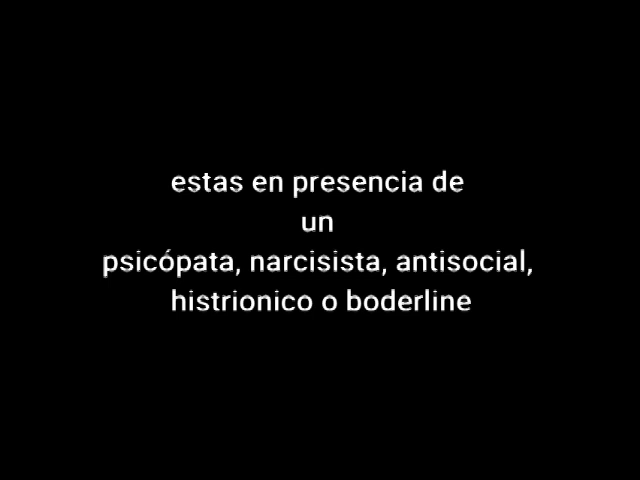 estas en presencia de
un
psicópata, narcisista, antisocial,
histrionico o boderline